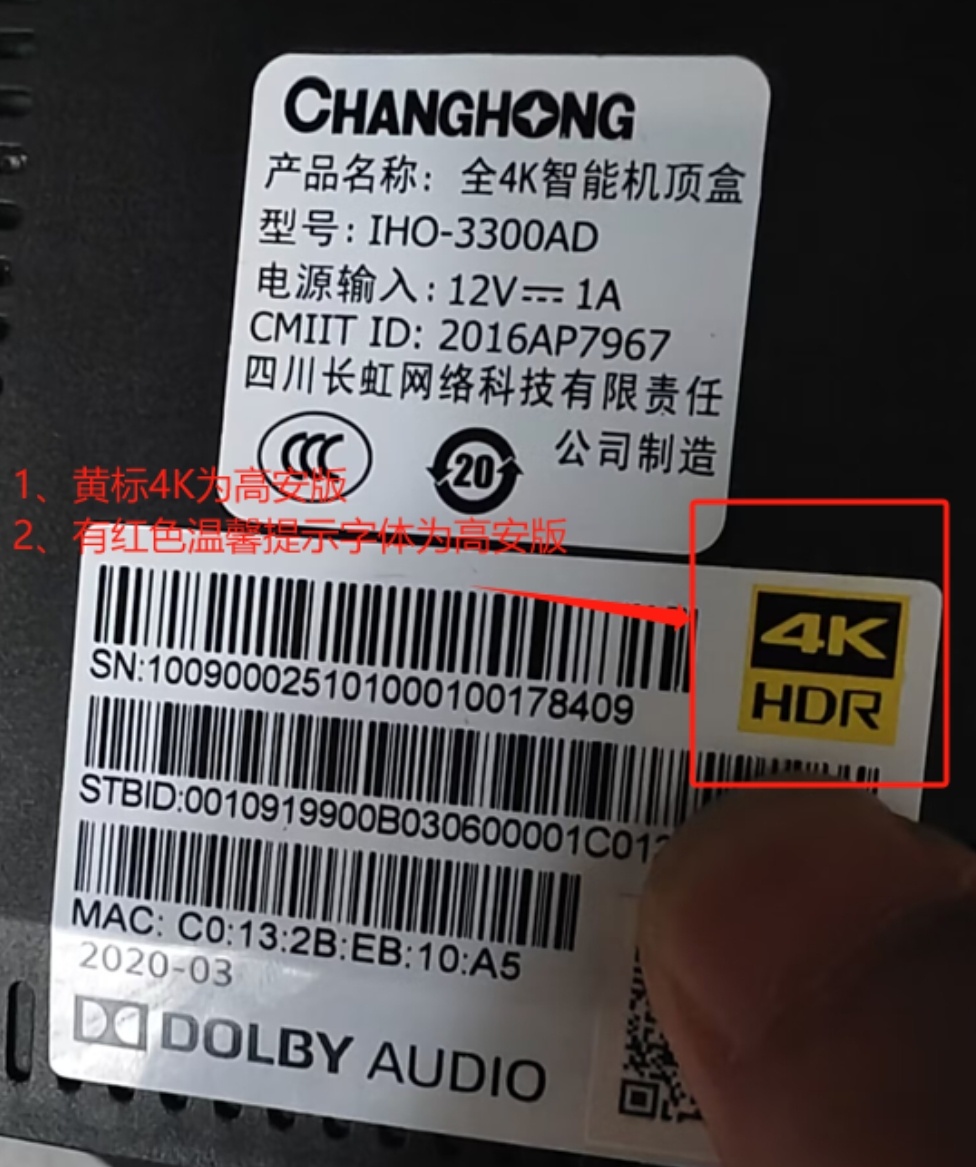 CHANGHONG
产品名称：全4K智能机顶盒
型号：IHO-3300AD
电源输入：12V⎓1A
CMIIT ID: 2016AP7967
四川长虹网络科技有限责任
公司制造
CCC
20
1、黄标4K为高安版
2、有红色温馨提示字体为高安版
4K
HDR
SN:100900025101000100178409
STBID:0010919900B030600001C01
MAC: C0:13:2B:EB:10:A5
2020-03
DOLBY AUDIO